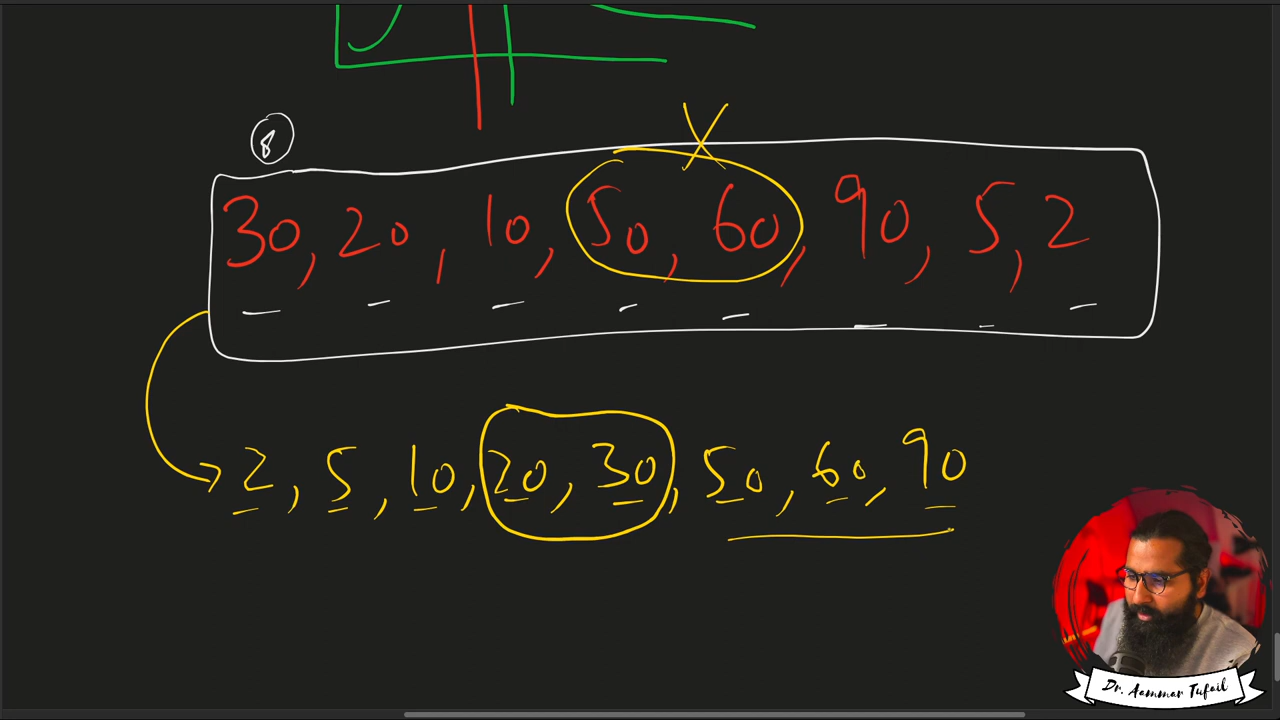 8
30, 20, 10, 50, 60, 90, 5, 2
2, 5, 10, 20, 30, 50, 60, 90
Dr. Aammar Tufail